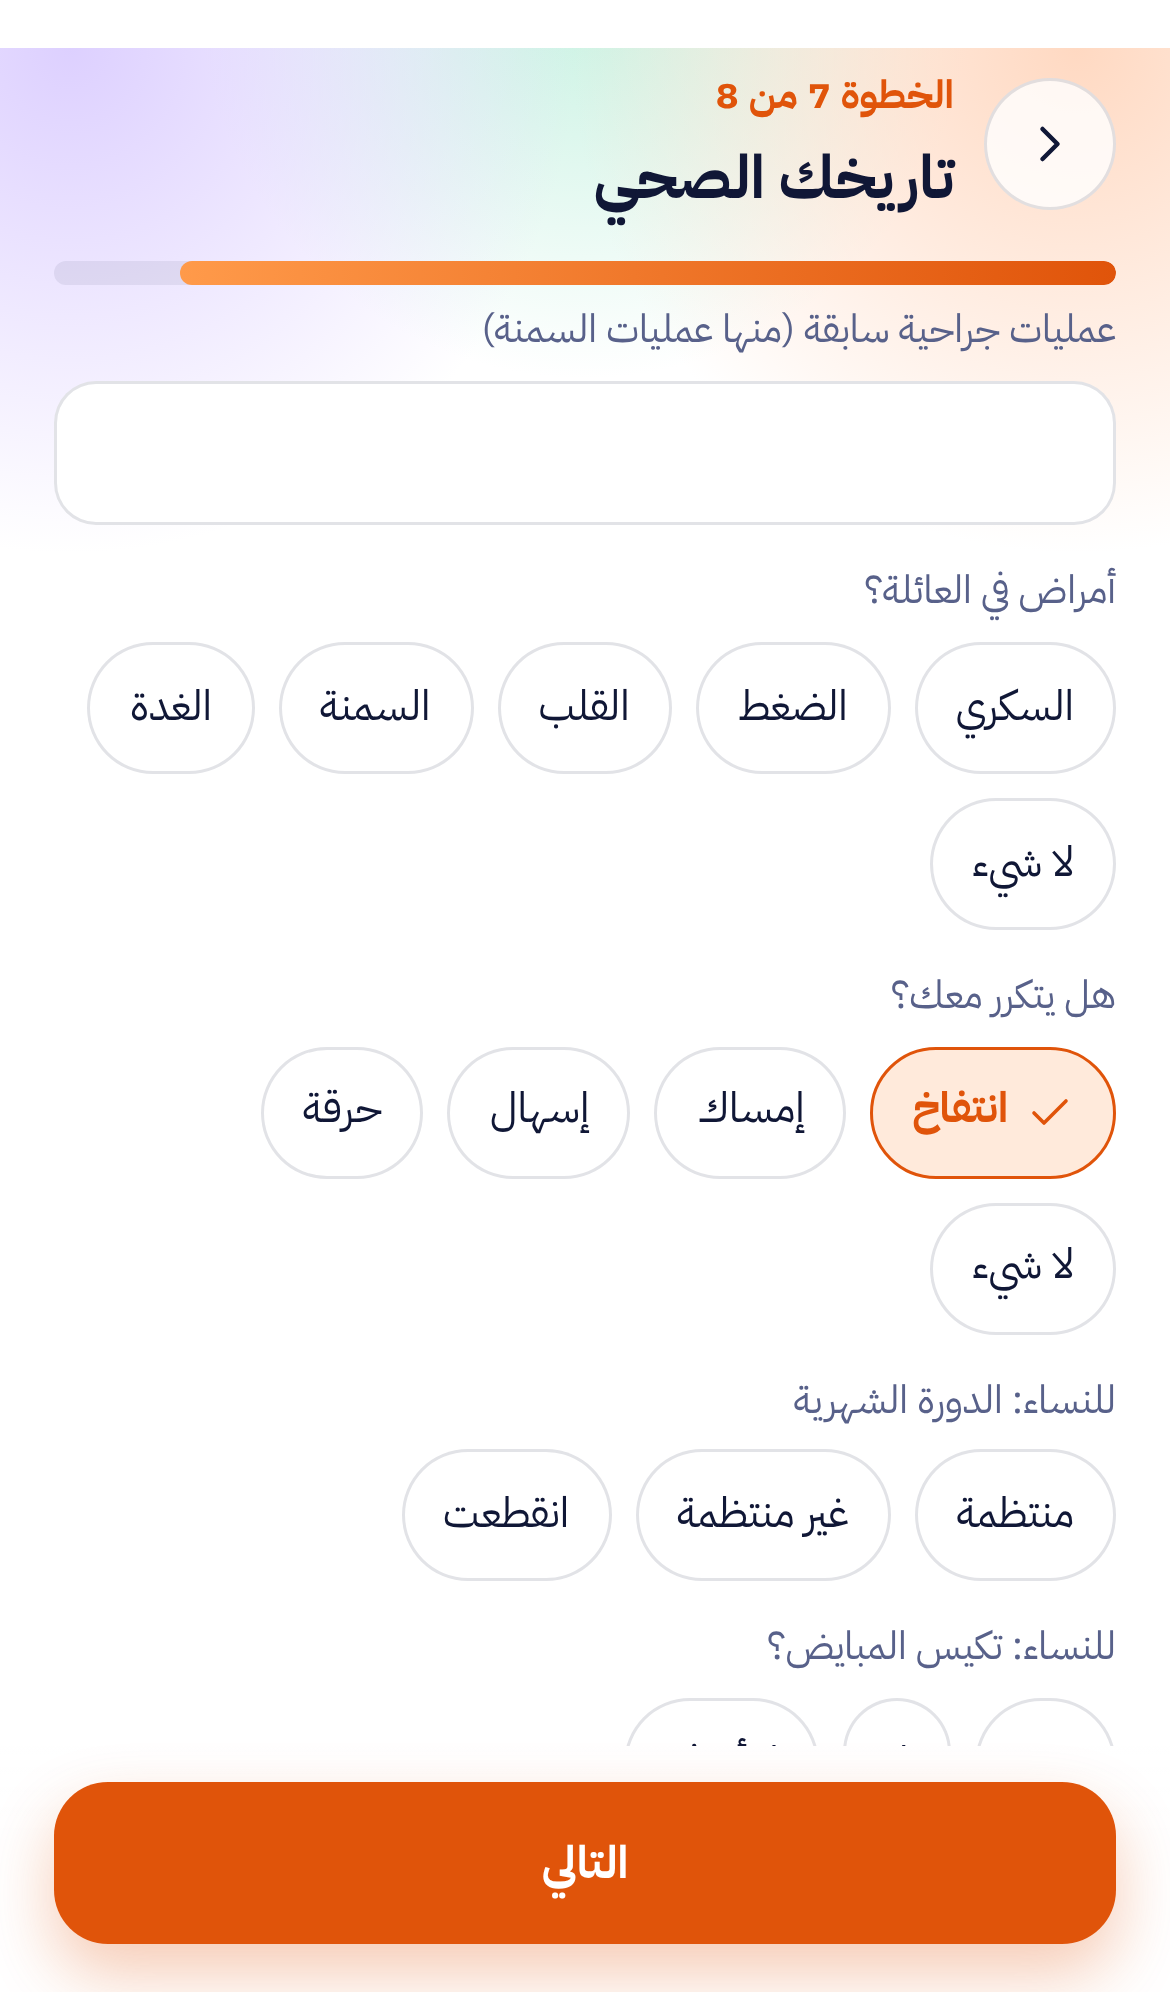 الخطوة 7 من 8
تاريخك الصحي
عمليات جراحية سابقة (منها عمليات السمنة)
أمراض في العائلة؟
السكري
الضغط
القلب
السمنة
الغدة
لا شيء
هل يتكرر معك؟
انتفاخ
إمساك
إسهال
حرقة
لا شيء
للنساء: الدورة الشهرية
منتظمة
غير منتظمة
انقطعت
للنساء: تكيس المبايض؟
التالي